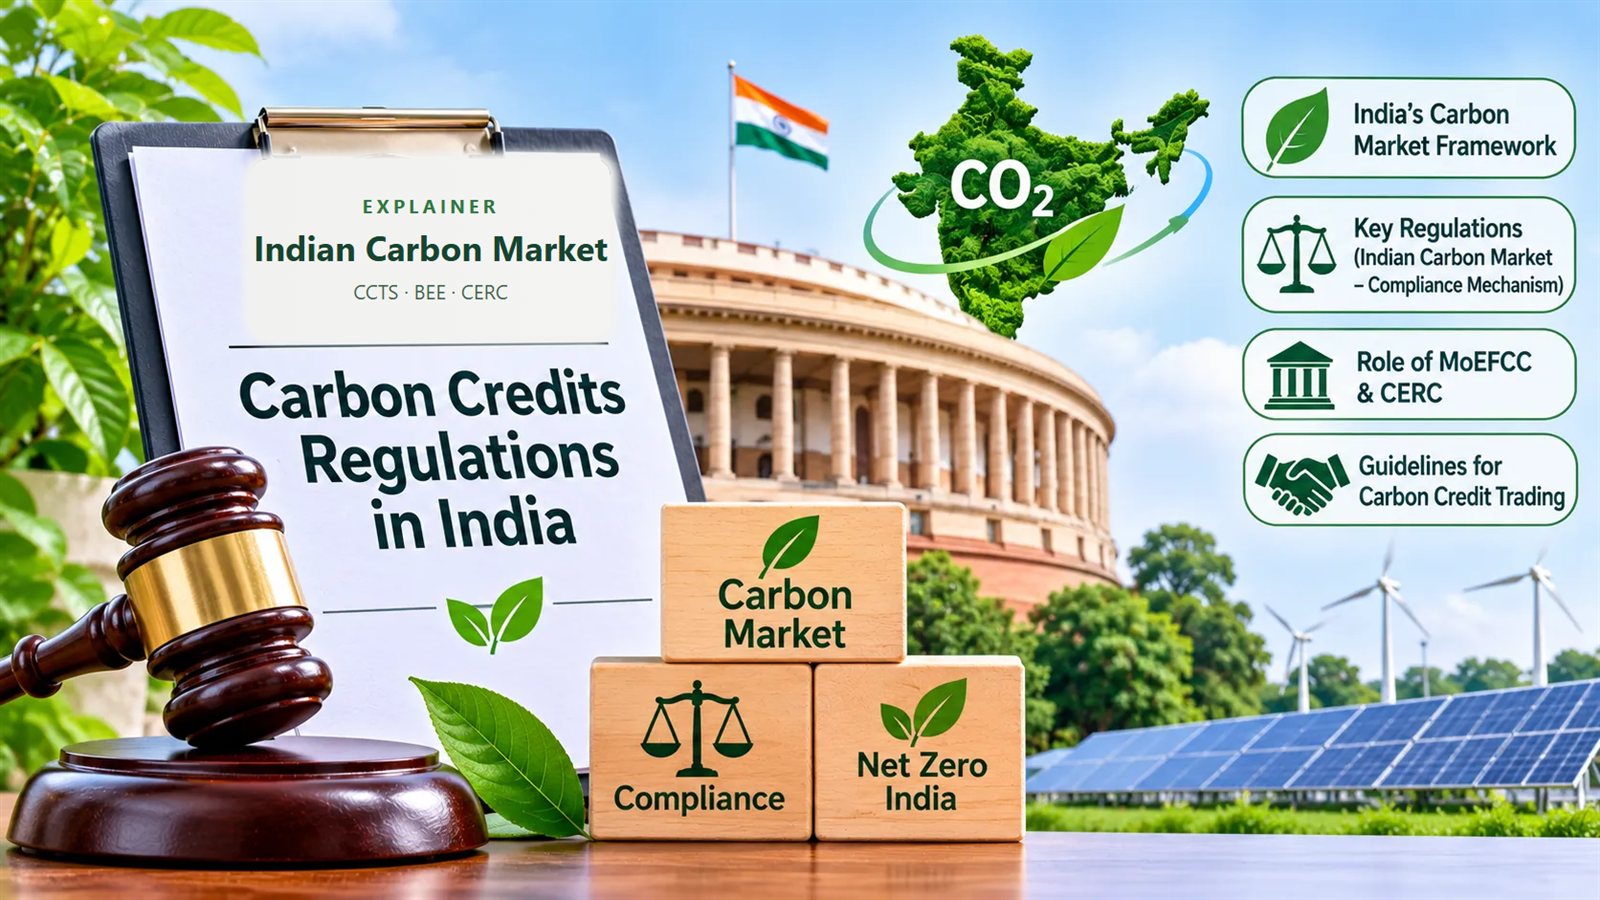 EXPLAINER
Indian Carbon Market
CCTS · BEE · CERC
Carbon Credits
Regulations
in India
CO₂
India's Carbon
Market Framework
Key Regulations
(Indian Carbon Market
– Compliance Mechanism)
Role of MoEFCC
& CERC
Guidelines for
Carbon Credit Trading
Carbon
Market
Compliance
Net Zero
India